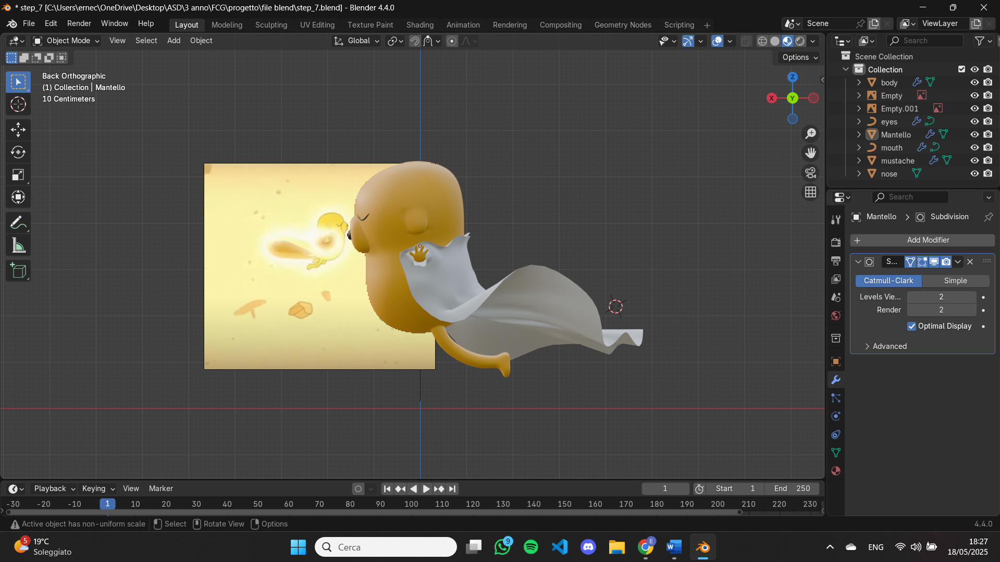 * step_7 [C:\Users\ernec\OneDrive\Desktop\ASD\3 anno\FCG\progetto\file blend\step_7.blend] - Blender 4.4.0
File Edit Render Window Help Layout Modeling Sculpting UV Editing Texture Paint Shading Animation Rendering Compositing Geometry Nodes Scripting + Scene ViewLayer
Object Mode View Select Add Object Global Search
Options
Back Orthographic
(1) Collection | Mantello
10 Centimeters
Z
X Y
Scene Collection
Collection
body
Empty
Empty.001
eyes
Mantello
mouth
mustache
nose
Search
Mantello > Subdivision
+ Add Modifier
S...
Catmull-Clark Simple
Levels Vie... 2
Render 2
Optimal Display
Advanced
Playback Keying View Marker 1 Start 1 End 250
-30 -20 -10 1 10 20 30 40 50 60 70 80 90 100 110 120 130 140 150 160 170 180 190 200 210 220 230
Active object has non-uniform scale Select Rotate View Options 4.4.0
5 19°C
Soleggiato
Cerca
9
E
W
ENG
18:27
18/05/2025